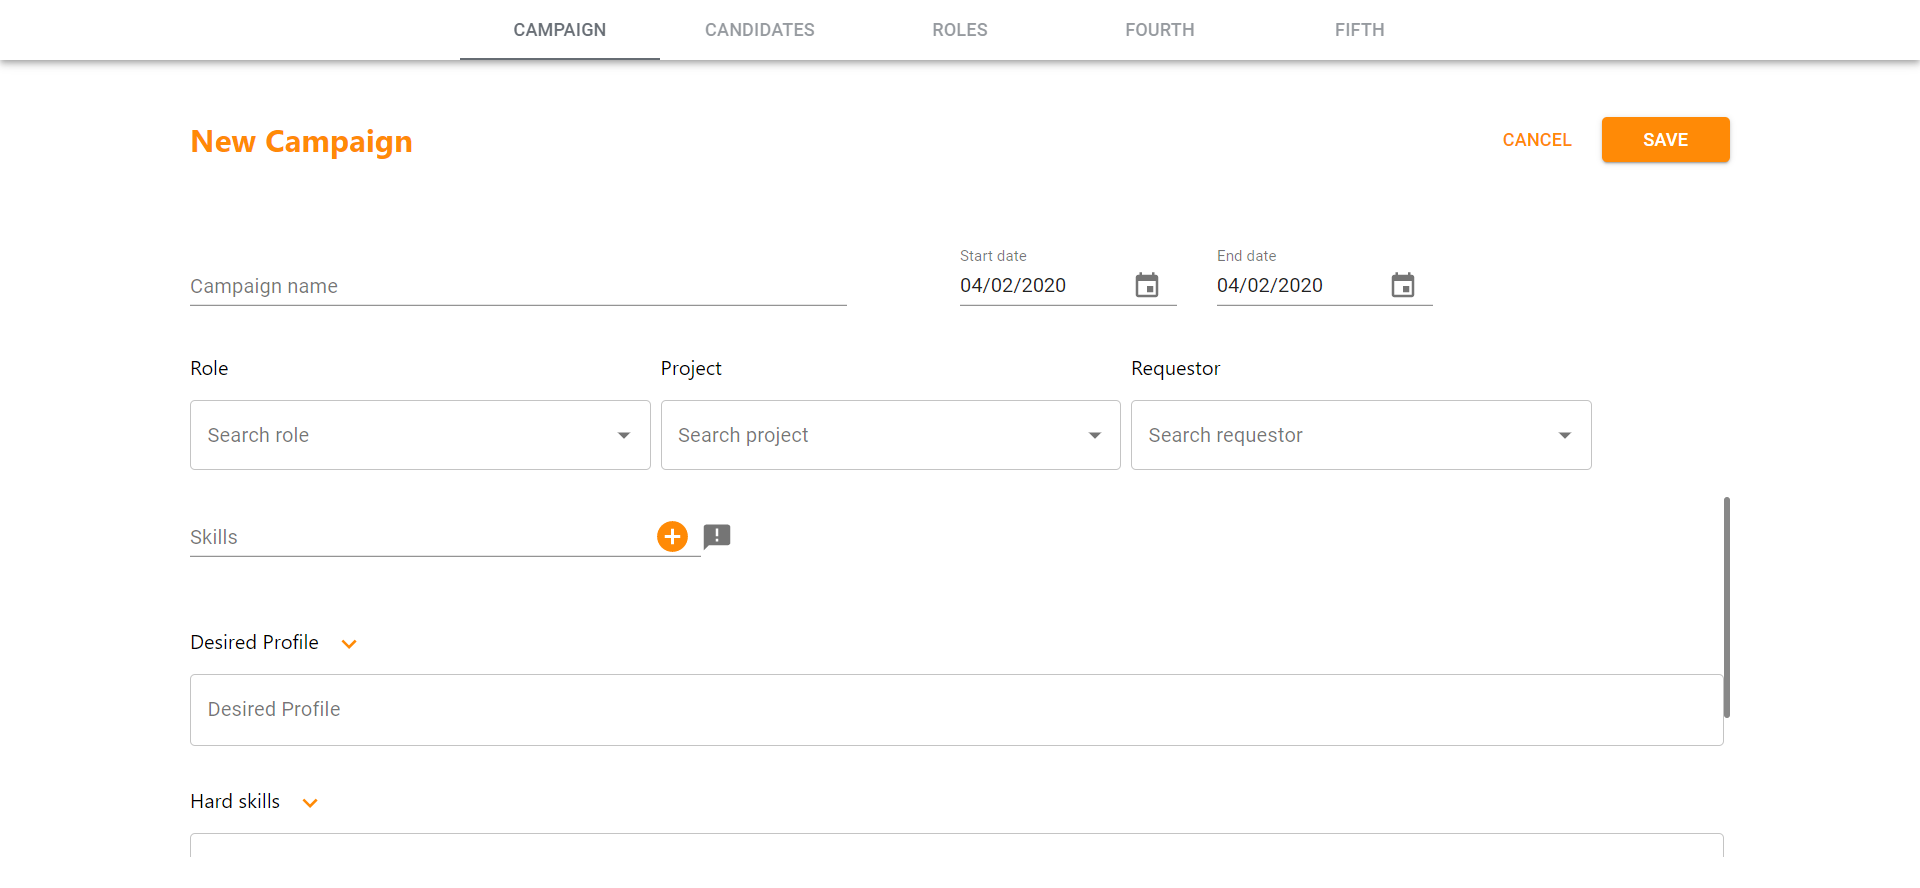 CAMPAIGN CANDIDATES ROLES FOURTH FIFTH
New Campaign CANCEL SAVE
Start date End date
Campaign name 04/02/2020 04/02/2020
Role Project Requestor
Search role Search project Search requestor
Skills
Desired Profile
Desired Profile
Hard skills